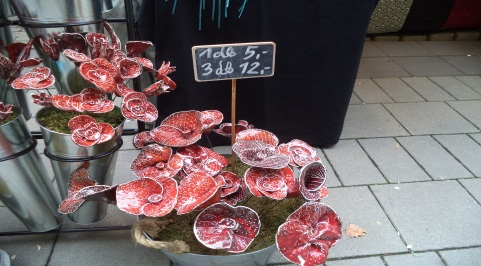 1 db 5,-
3 db 12,-